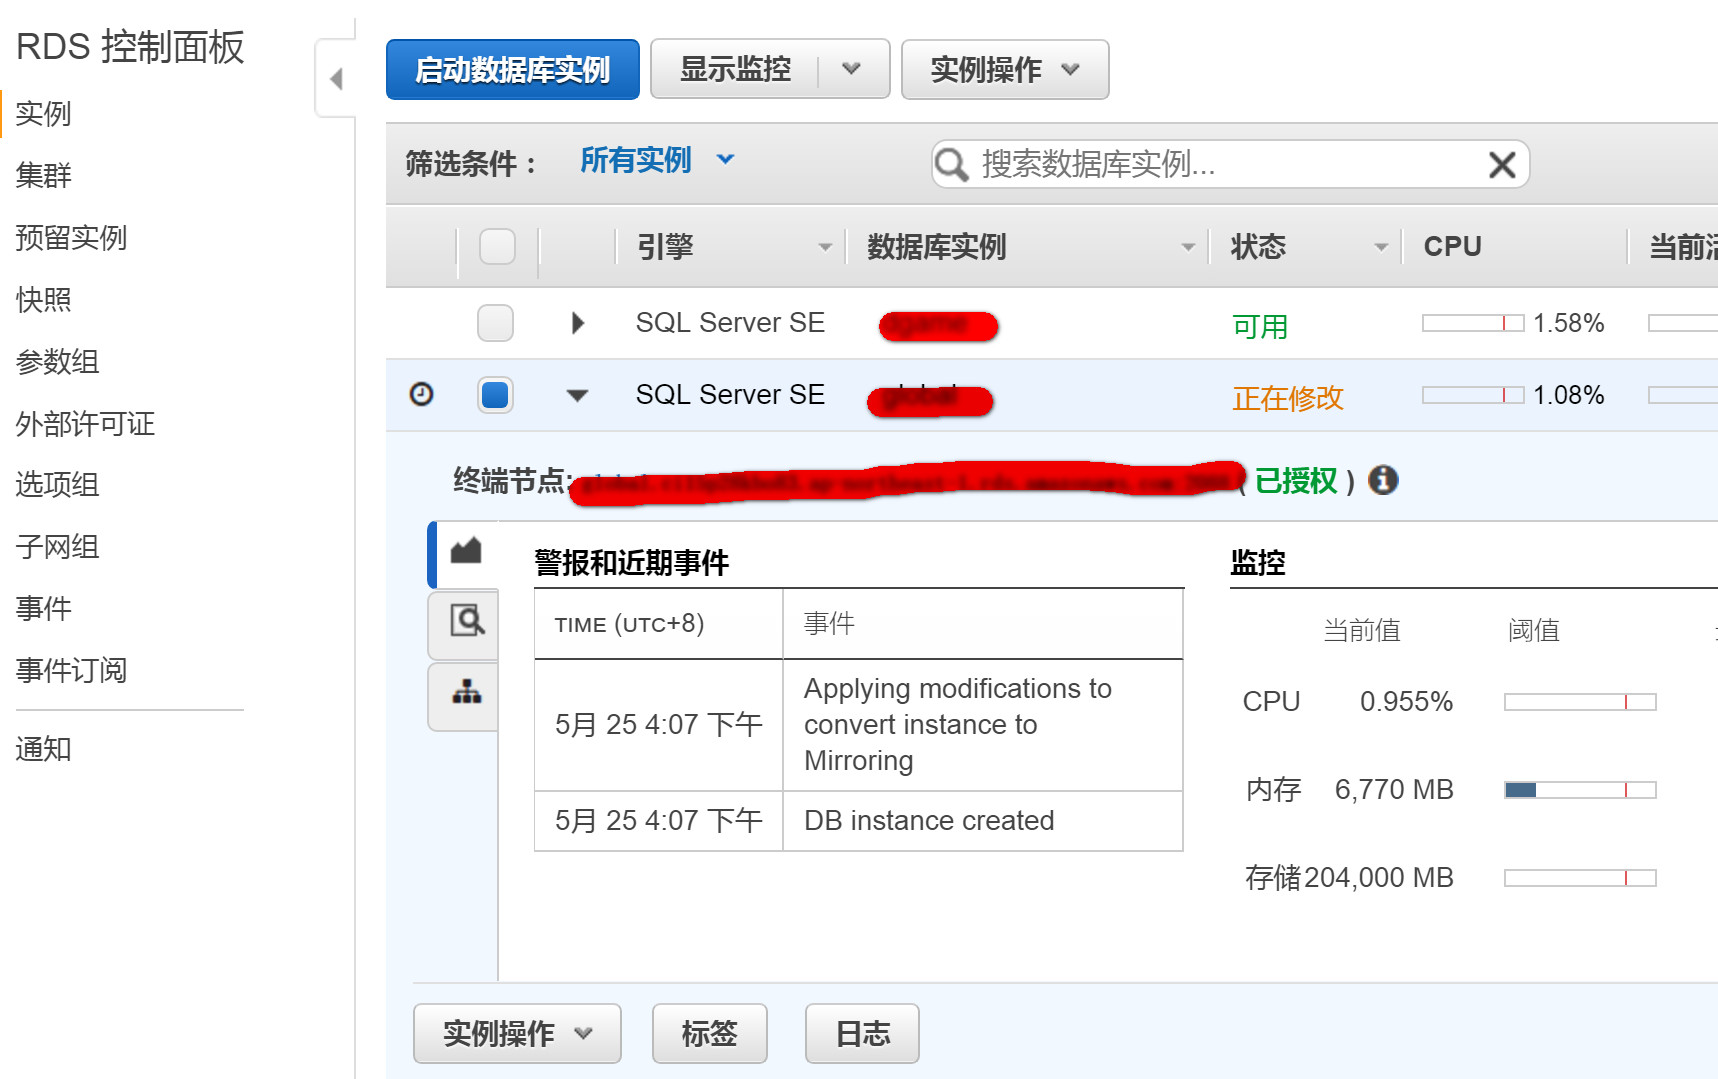 RDS 控制面板
实例
集群
预留实例
快照
参数组
外部许可证
选项组
子网组
事件
事件订阅
通知
启动数据库实例 显示监控 实例操作
筛选条件： 所有实例 搜索数据库实例...
引擎 数据库实例 状态 CPU 当前活
SQL Server SE 可用 1.58%
SQL Server SE global 正在修改 1.08%
终端节点: ( 已授权 )
警报和近期事件
TIME (UTC+8) 事件
5月 25 4:07 下午 Applying modifications to
convert instance to
Mirroring
5月 25 4:07 下午 DB instance created
监控
当前值 阈值
CPU 0.955%
内存 6,770 MB
存储 204,000 MB
实例操作 标签 日志